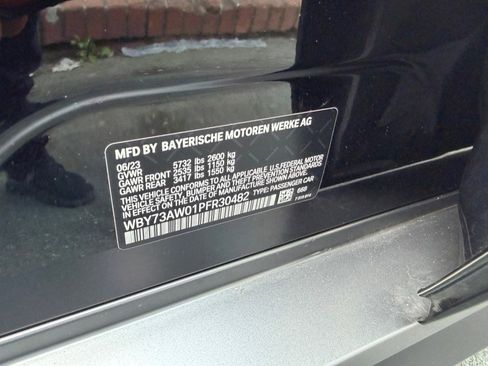 MFD BY BAYERISCHE MOTOREN WERKE AG
06/23
GVWR 5732 lbs 2600 kg
GAWR FRONT 2535 lbs 1150 kg
GAWR REAR 3417 lbs 1550 kg
THIS VEHICLE CONFORMS TO ALL APPLICABLE U.S.FEDERAL MOTOR
VEHICLE SAFETY, BUMPER, AND THEFT PREVENTION STANDARDS
IN EFFECT ON THE DATE OF MANUFACTURE SHOWN ABOVE.
WBY73AW01PFR30482 TYPE: PASSENGER CAR
668